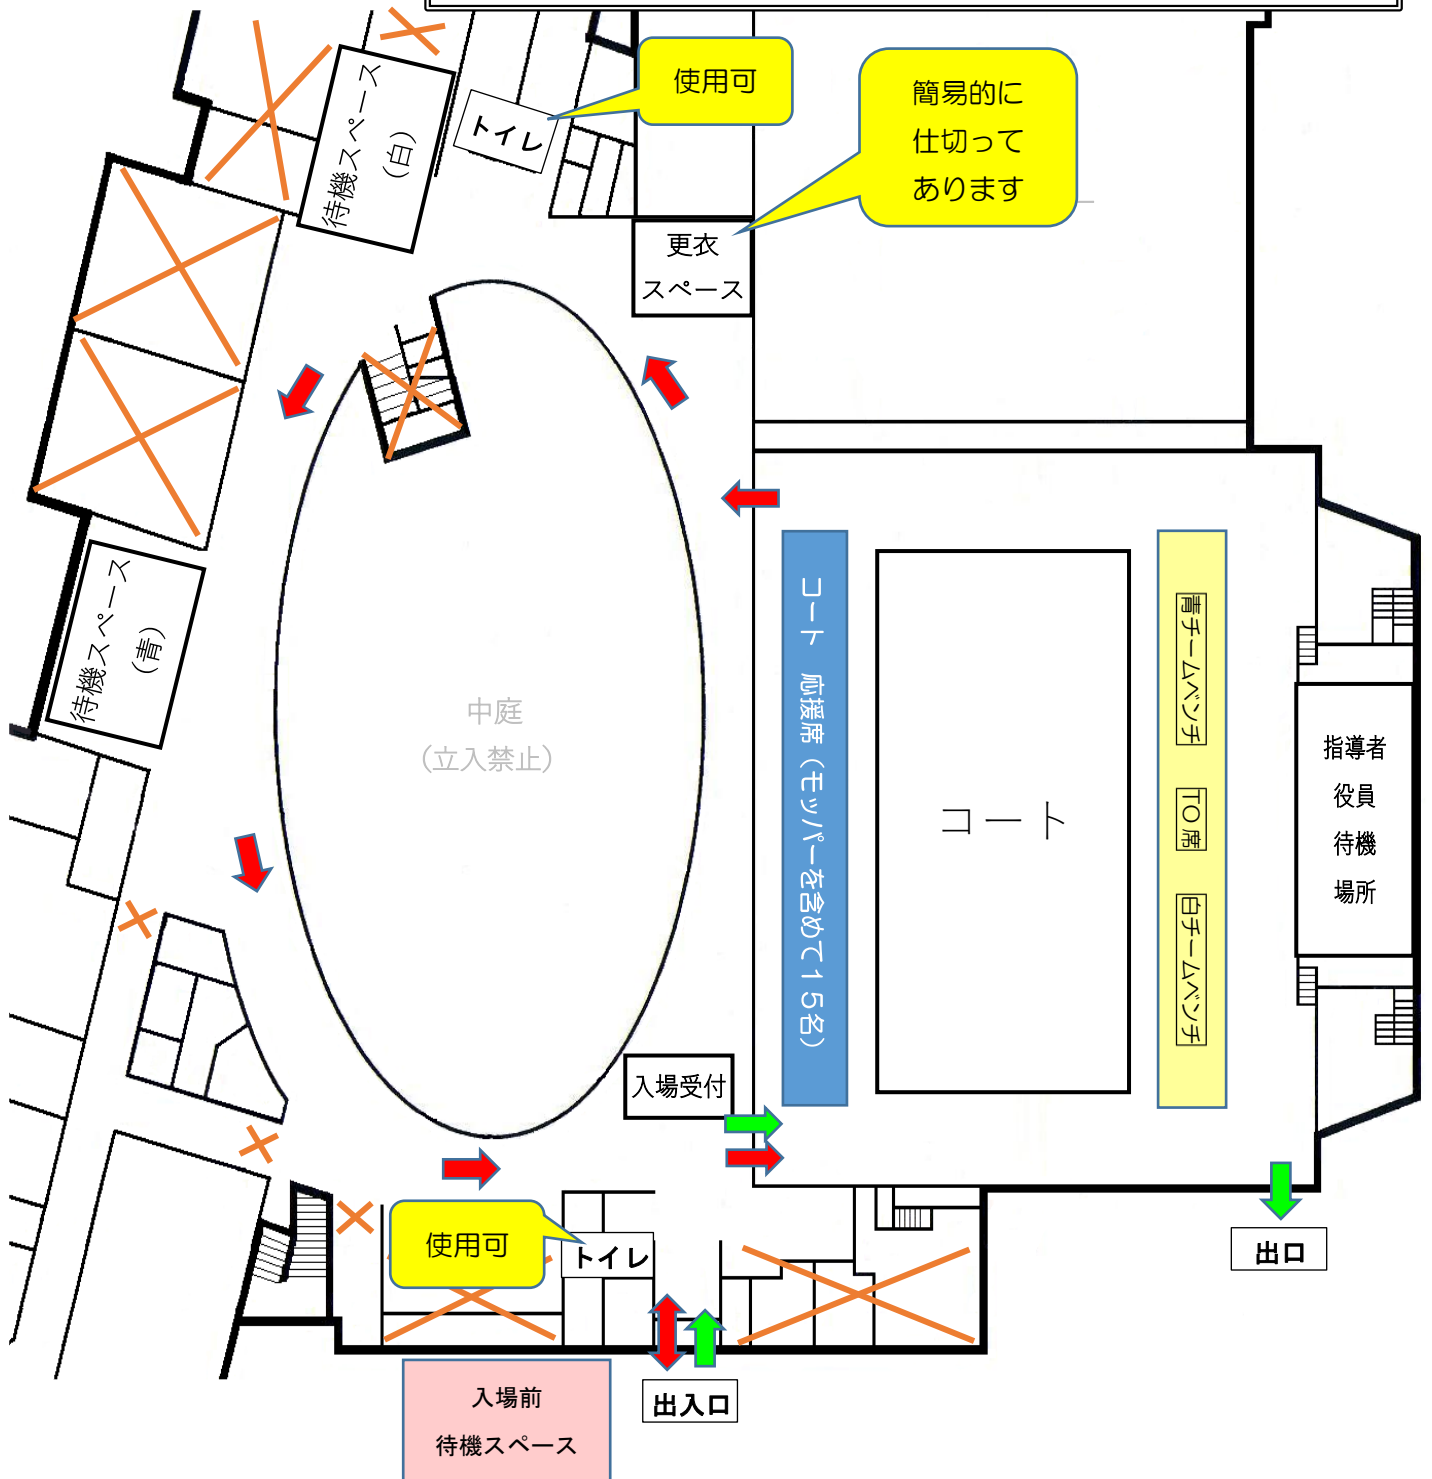 使用可
簡易的に
仕切って
あります
待機スペース
（白）
トイレ
更衣
スペース
待機スペース
（青）
中庭
（立入禁止）
コート　応援席（モッパーを含めて１５名）
コート
青チームベンチ
TO席
白チームベンチ
指導者
役員
待機
場所
入場受付
使用可
トイレ
出口
出入口
入場前
待機スペース